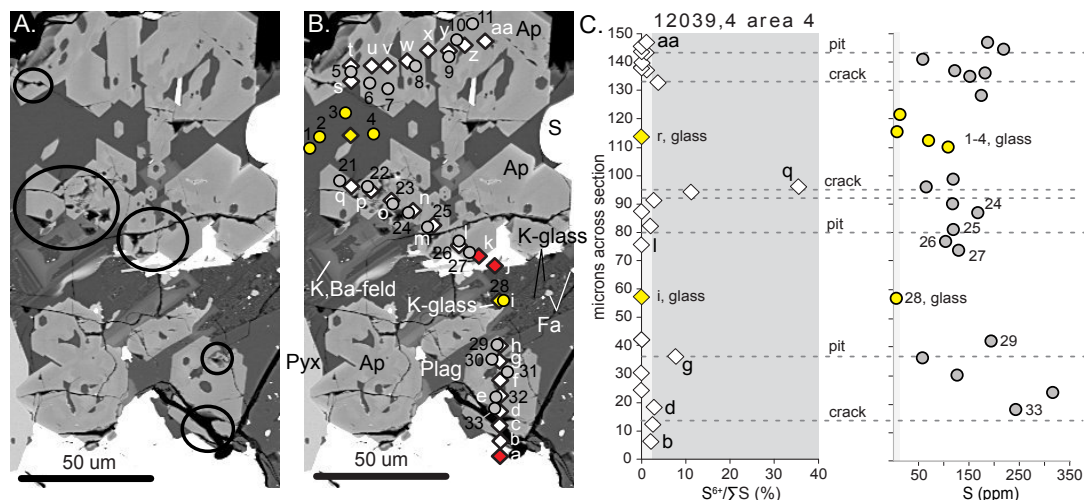 A.
50 um
B.
11
10
Ap
y
aa
x
w
z
t
u
v
5
9
8
s
6
7
3
4
2
1
S
Ap
21
22
23
q
p
o
n
24
25
m
l
K-glass
26
k
27
j
K,Ba-feld
28
K-glass
i
Fa
29
h
Pyx
Ap
30
g
Plag
31
f
e
32
d
33
c
b
a
50 um
C.
12039,4 area 4
microns across section
150
140
130
120
110
100
90
80
70
60
50
40
30
20
10
0
aa
r, glass
q
l
i, glass
g
d
b
0
10
20
30
40%
S⁶⁺/∑S (%)
pit
crack
crack
pit
pit
crack
1-4, glass
24
25
26
27
28, glass
29
33
50
150
250
350
S (ppm)